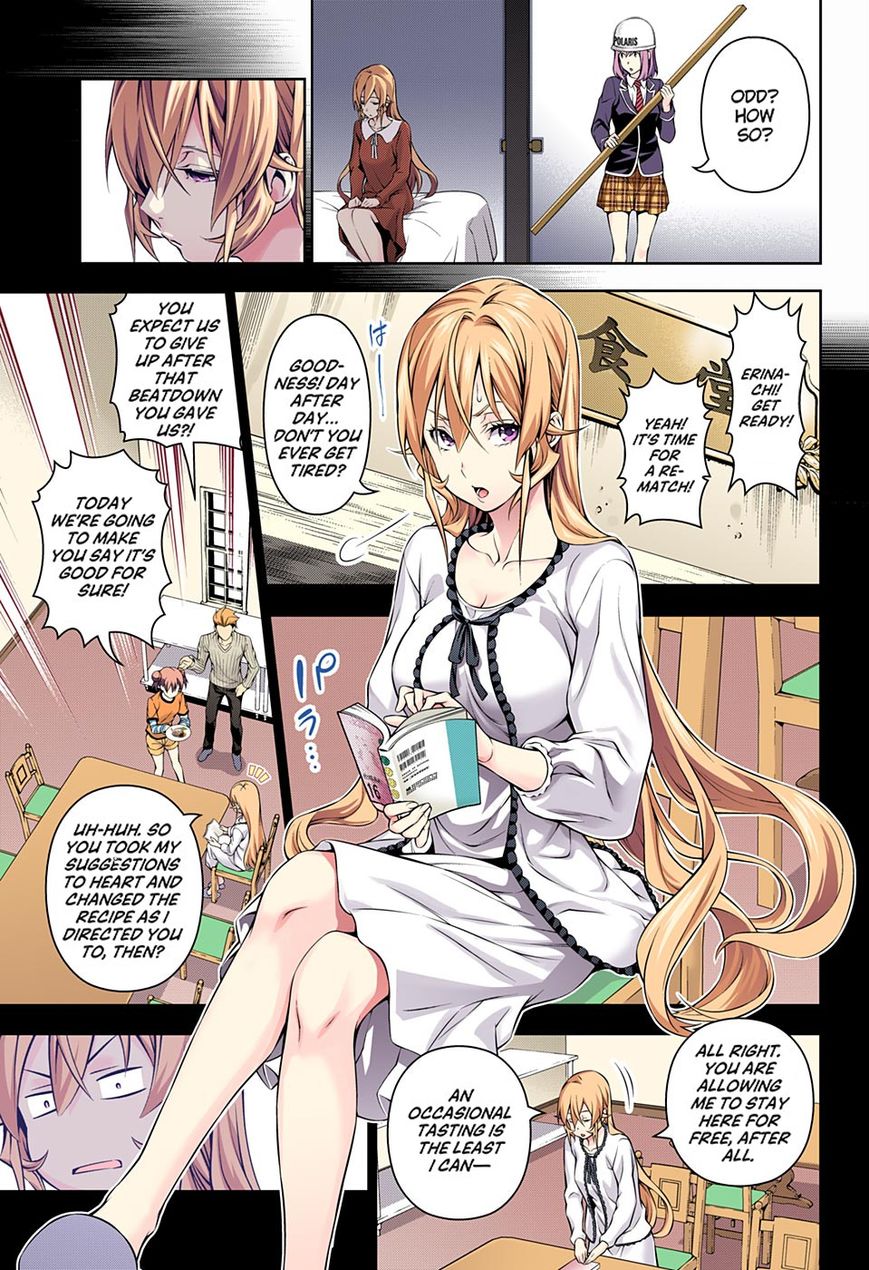 POLARIS
ODD?
HOW
SO?
食堂
ERINA-
CHI!
GET
READY!
YEAH!
IT'S TIME
FOR
A RE-
MATCH!
はー
GOOD-
NESS! DAY
AFTER
DAY...
DON'T YOU
EVER GET
TIRED?
YOU
EXPECT US
TO GIVE
UP AFTER
THAT
BEATDOWN
YOU GAVE
US?!
TODAY
WE'RE GOING
TO MAKE
YOU SAY IT'S
GOOD FOR
SURE!
パラ…
16
UH-HUH. SO
YOU TOOK MY
SUGGESTIONS
TO HEART AND
CHANGED THE
RECIPE AS I
DIRECTED YOU
TO, THEN?
ALL RIGHT.
YOU ARE
ALLOWING
ME TO STAY
HERE FOR
FREE, AFTER
ALL.
AN
OCCASIONAL
TASTING IS
THE LEAST
I CAN—